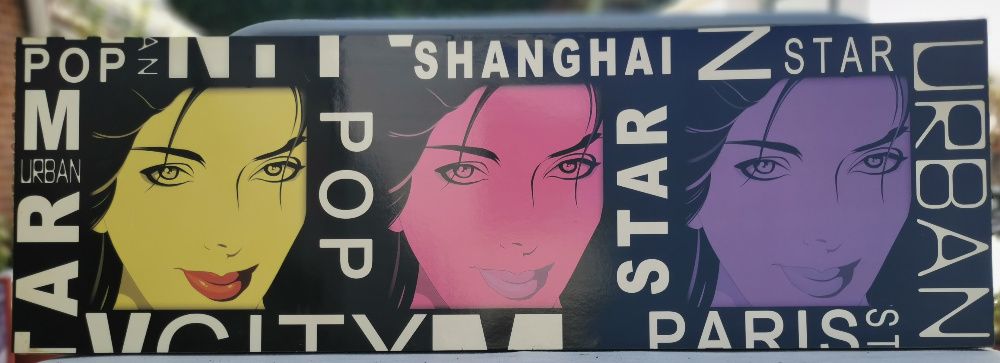 POP
SHANGHAI
STAR
URBAN
URBAN
POP
STAR
CITY
PARIS